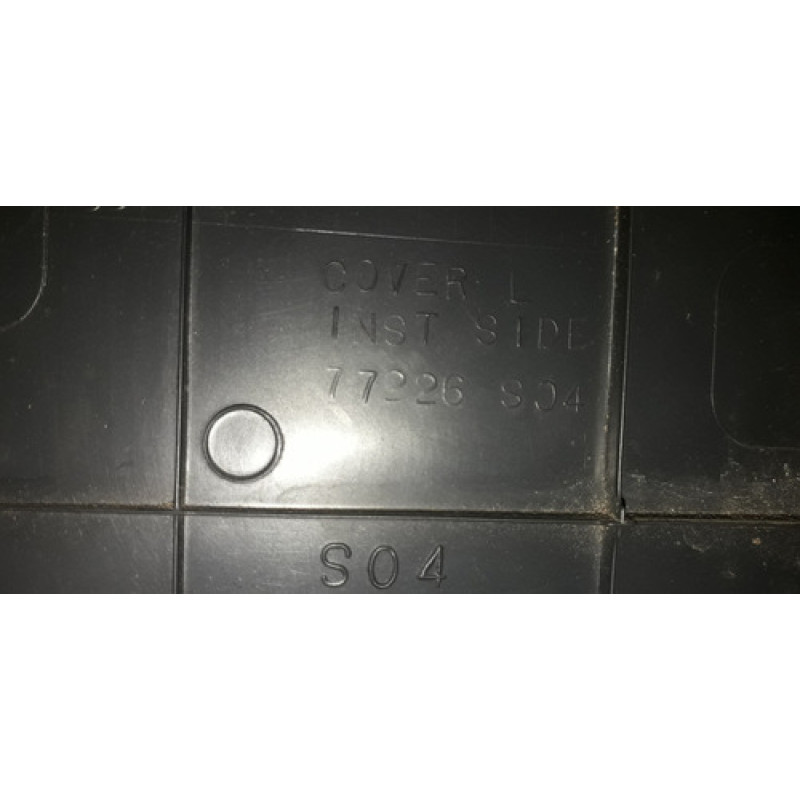 COVER L
INST SIDE
77226 S04
S04